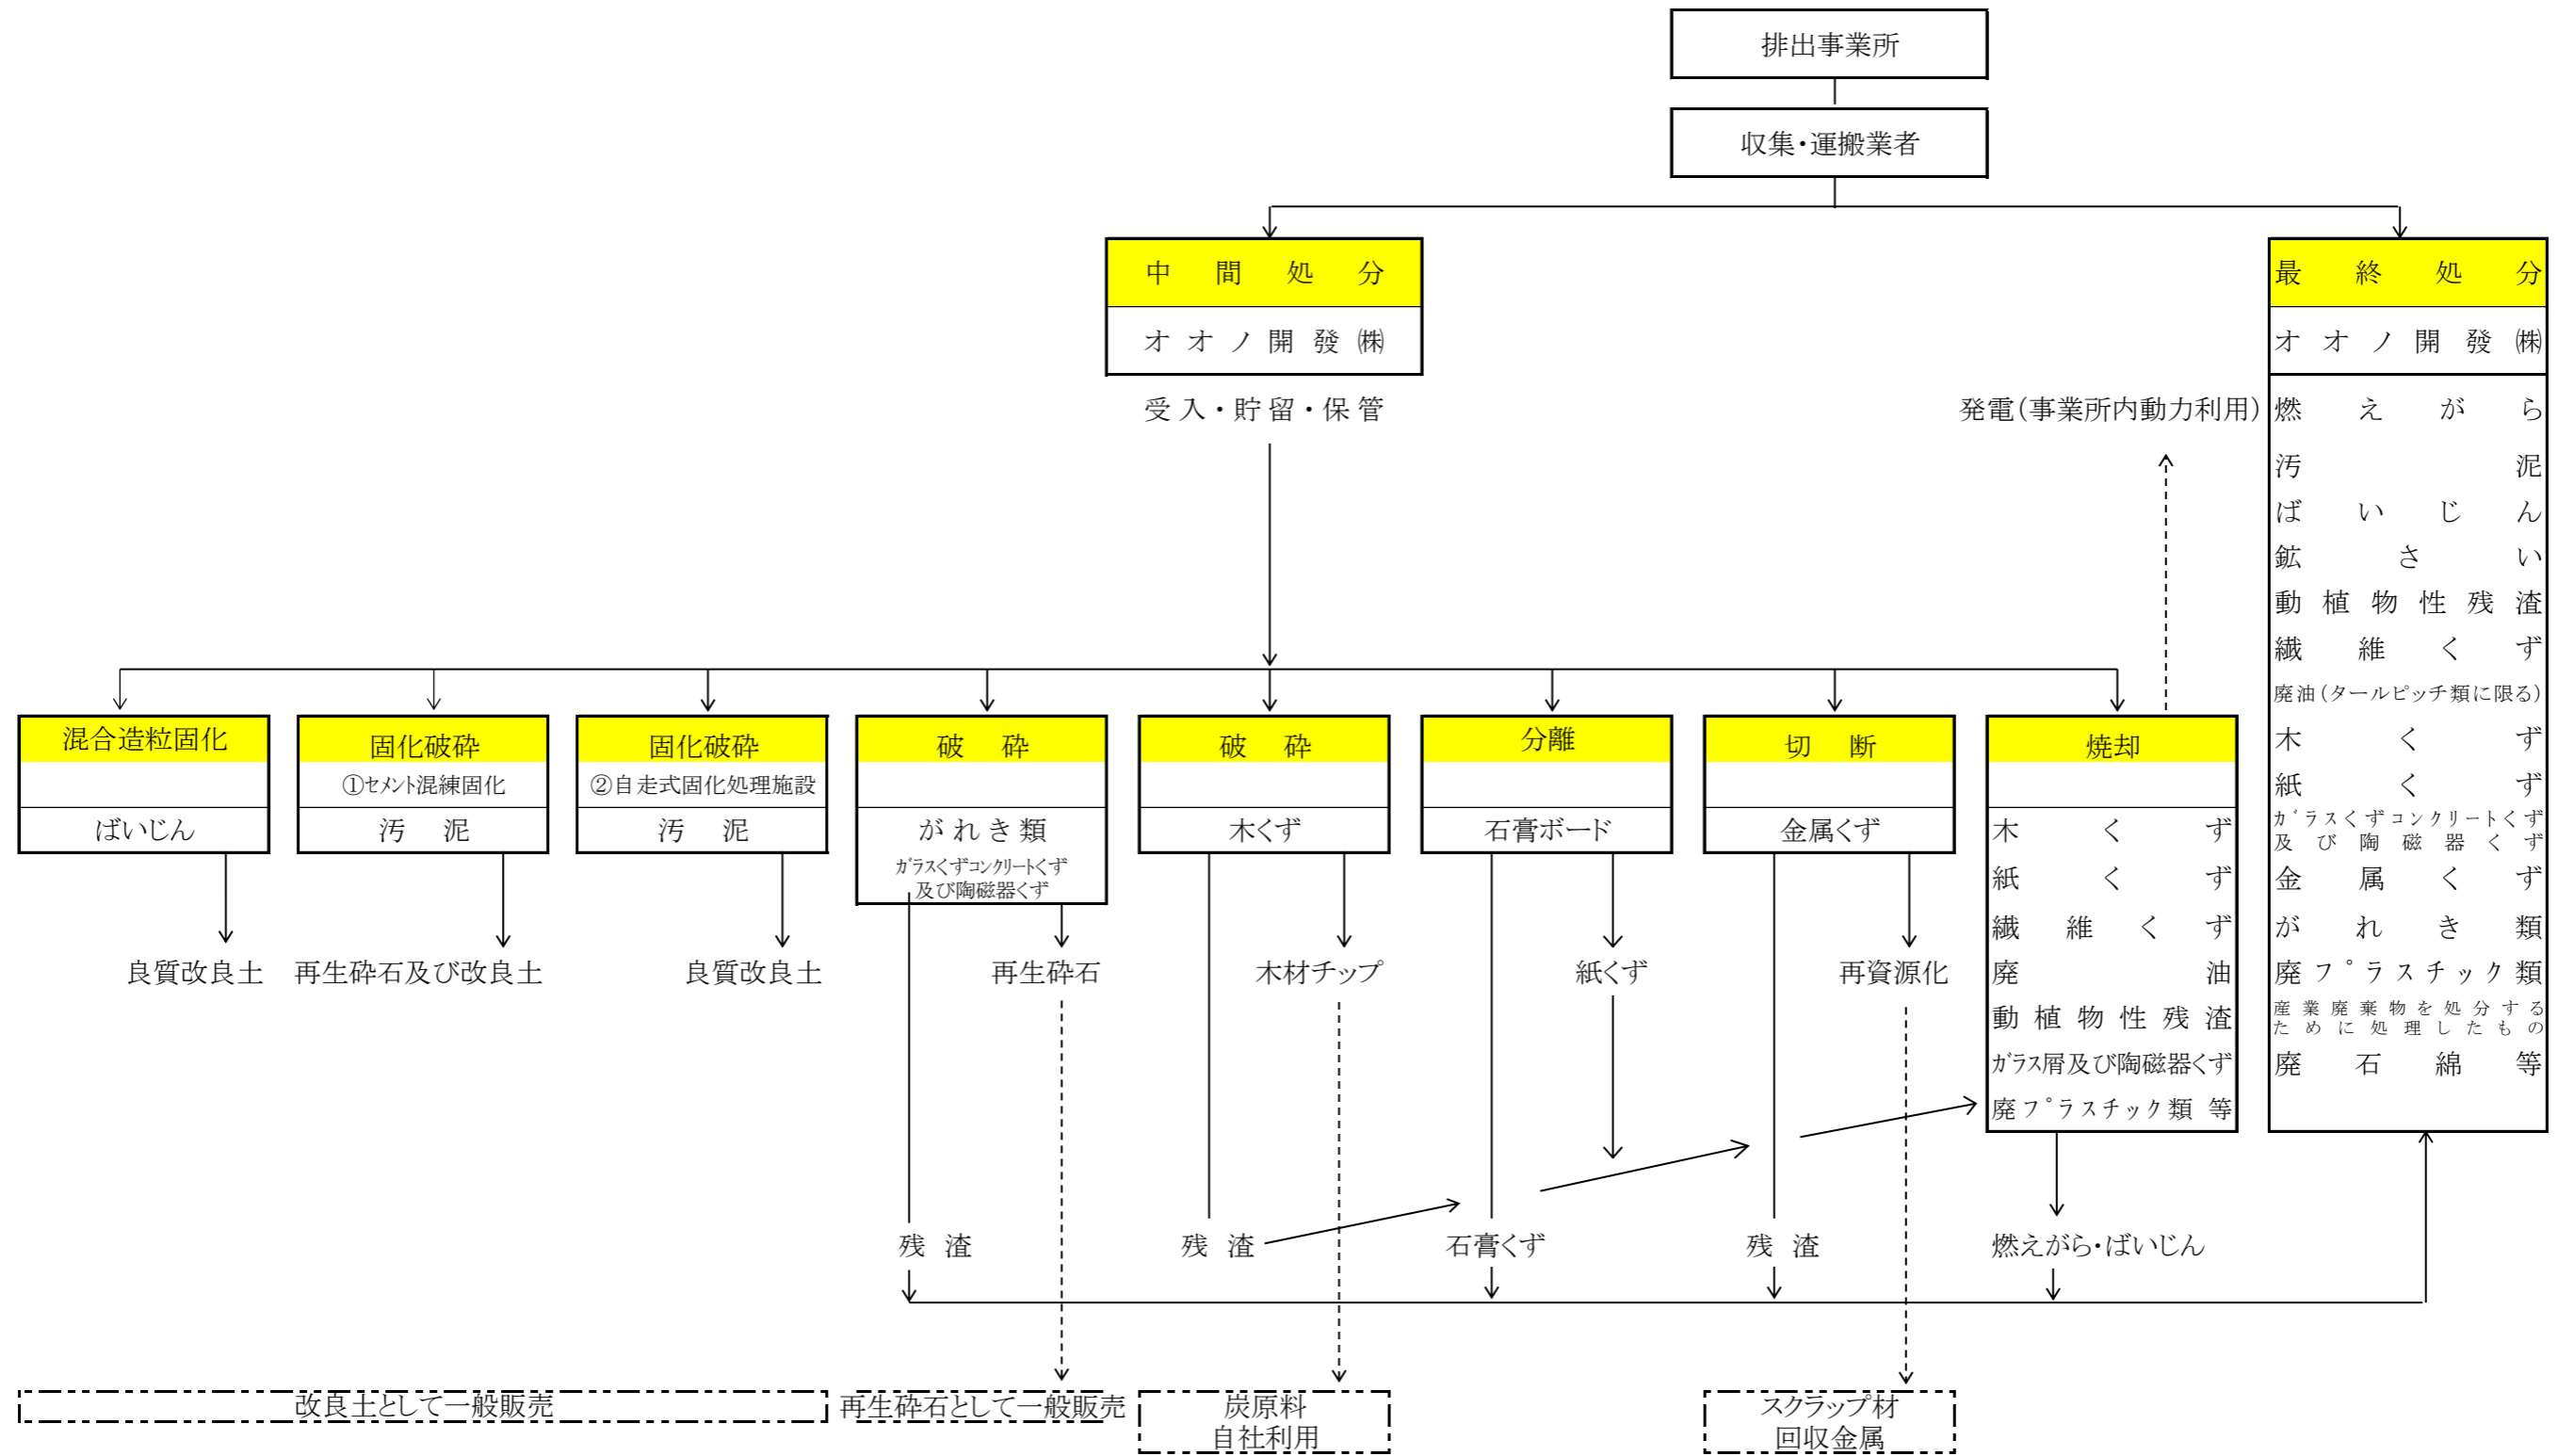 排出事業所
収集・運搬業者
中間処分
オオノ開發㈱
受入・貯留・保管
発電(事業所内動力利用)
最終処分
オオノ開發㈱
燃えがら
汚泥
ばいじん
鉱さい
動植物性残渣
繊維くず
廃油(タールピッチ類に限る)
木くず
紙くず
ガラスくずコンクリートくず
及び陶磁器くず
金属くず
がれき類
廃プラスチック類
産業廃棄物を処分する
ために処理したもの
廃石綿等
混合造粒固化
ばいじん
良質改良土
固化破砕
①セメント混練固化
汚泥
再生砕石及び改良土
固化破砕
②自走式固化処理施設
汚泥
良質改良土
破砕
がれき類
ガラスくずコンクリートくず
及び陶磁器くず
再生砕石
残渣
破砕
木くず
木材チップ
残渣
分離
石膏ボード
紙くず
石膏くず
切断
金属くず
再資源化
残渣
焼却
木くず
紙くず
繊維くず
廃油
動植物性残渣
ガラス屑及び陶磁器くず
廃プラスチック類 等
燃えがら・ばいじん
改良土として一般販売
再生砕石として一般販売
炭原料
自社利用
スクラップ材
回収金属